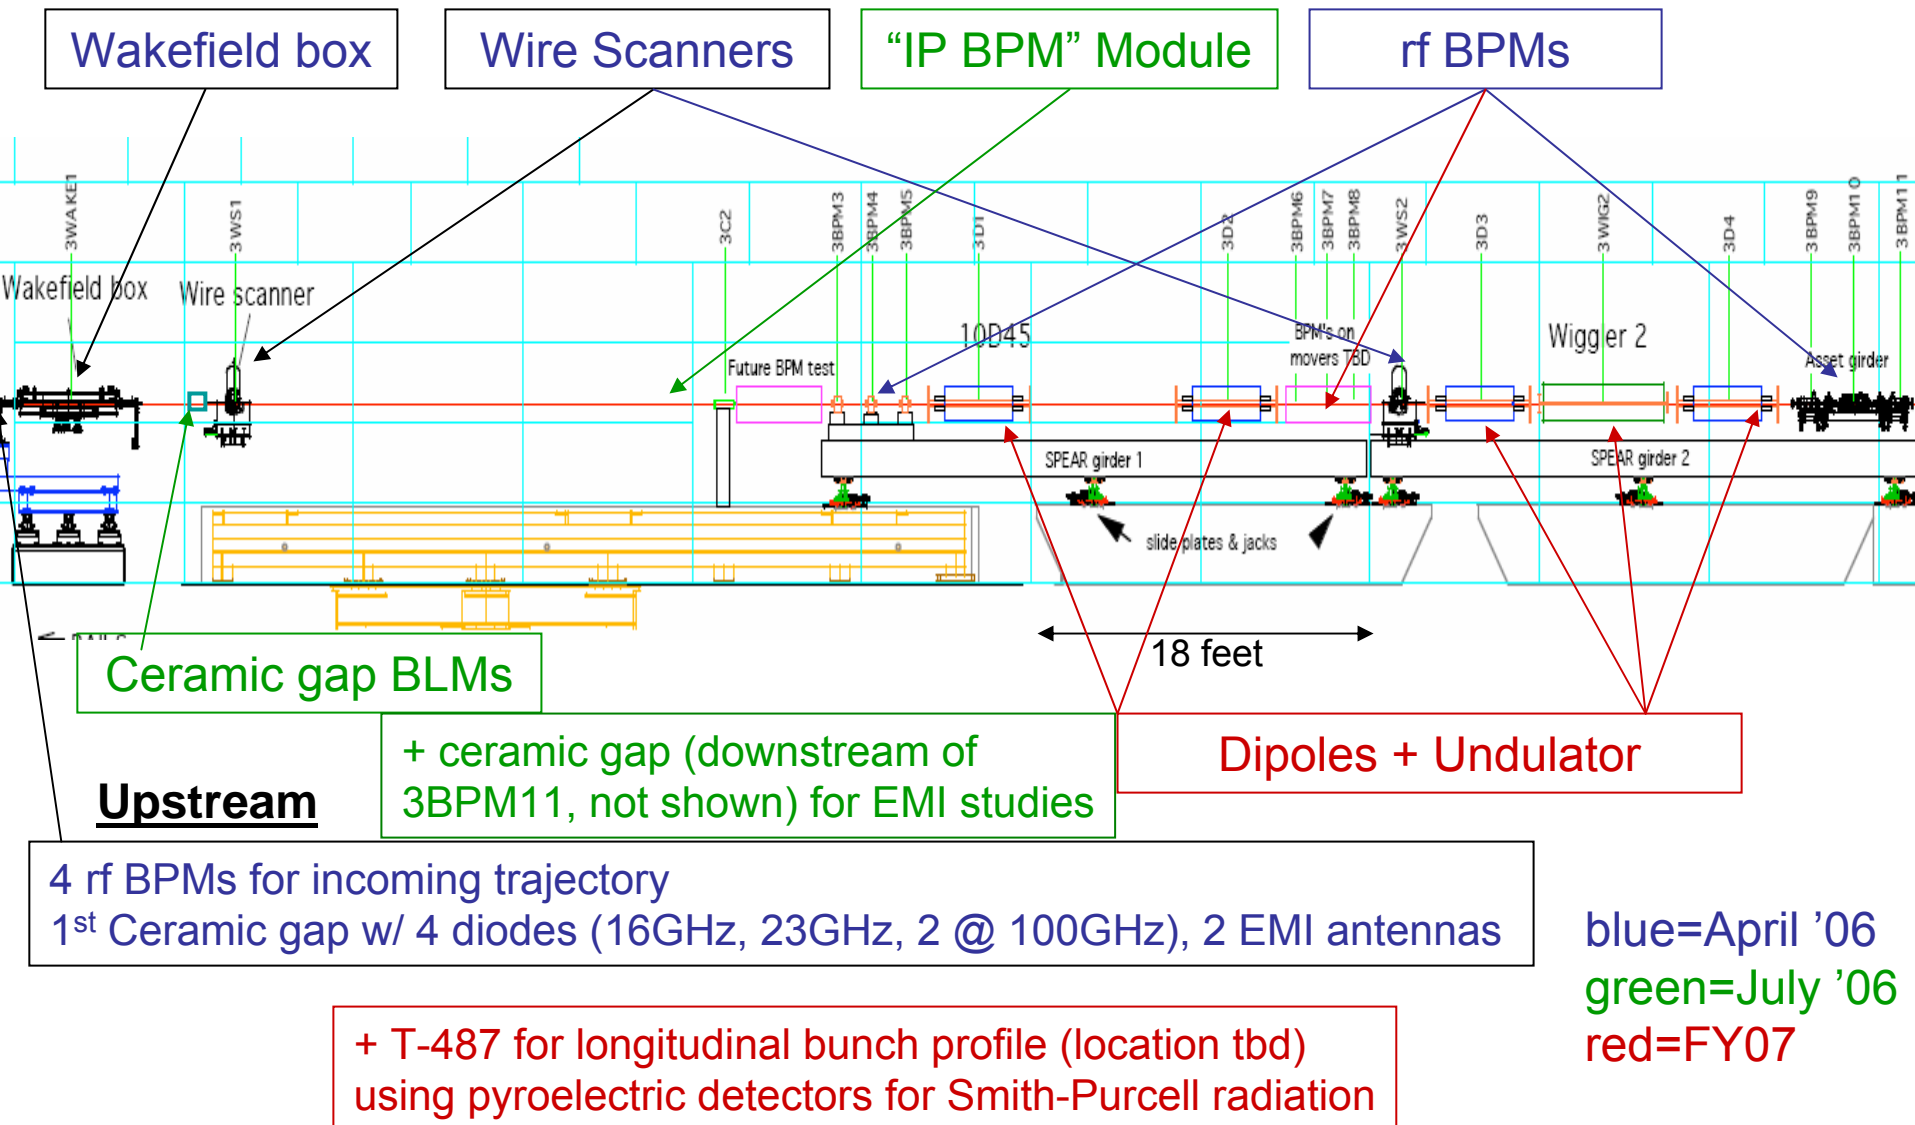 Wakefield box
Wire Scanners
“IP BPM” Module
rf BPMs
3WAKE1
3WS1
3C2
3BPM3
3BPM4
3BPM5
3D1
3D2
3BPM6
3BPM7
3BPM8
3WS2
3D3
3WIG2
3D4
3BPM9
3BPM10
3BPM11
Wakefield box
Wire scanner
Future BPM test
10D45
BPM's on
movers TBD
Wiggler 2
Asset girder
SPEAR girder 1
SPEAR girder 2
slide plates & jacks
18 feet
Ceramic gap BLMs
+ ceramic gap (downstream of
3BPM11, not shown) for EMI studies
Dipoles + Undulator
Upstream
4 rf BPMs for incoming trajectory
1st Ceramic gap w/ 4 diodes (16GHz, 23GHz, 2 @ 100GHz), 2 EMI antennas
blue=April ’06
green=July ’06
red=FY07
+ T-487 for longitudinal bunch profile (location tbd)
using pyroelectric detectors for Smith-Purcell radiation